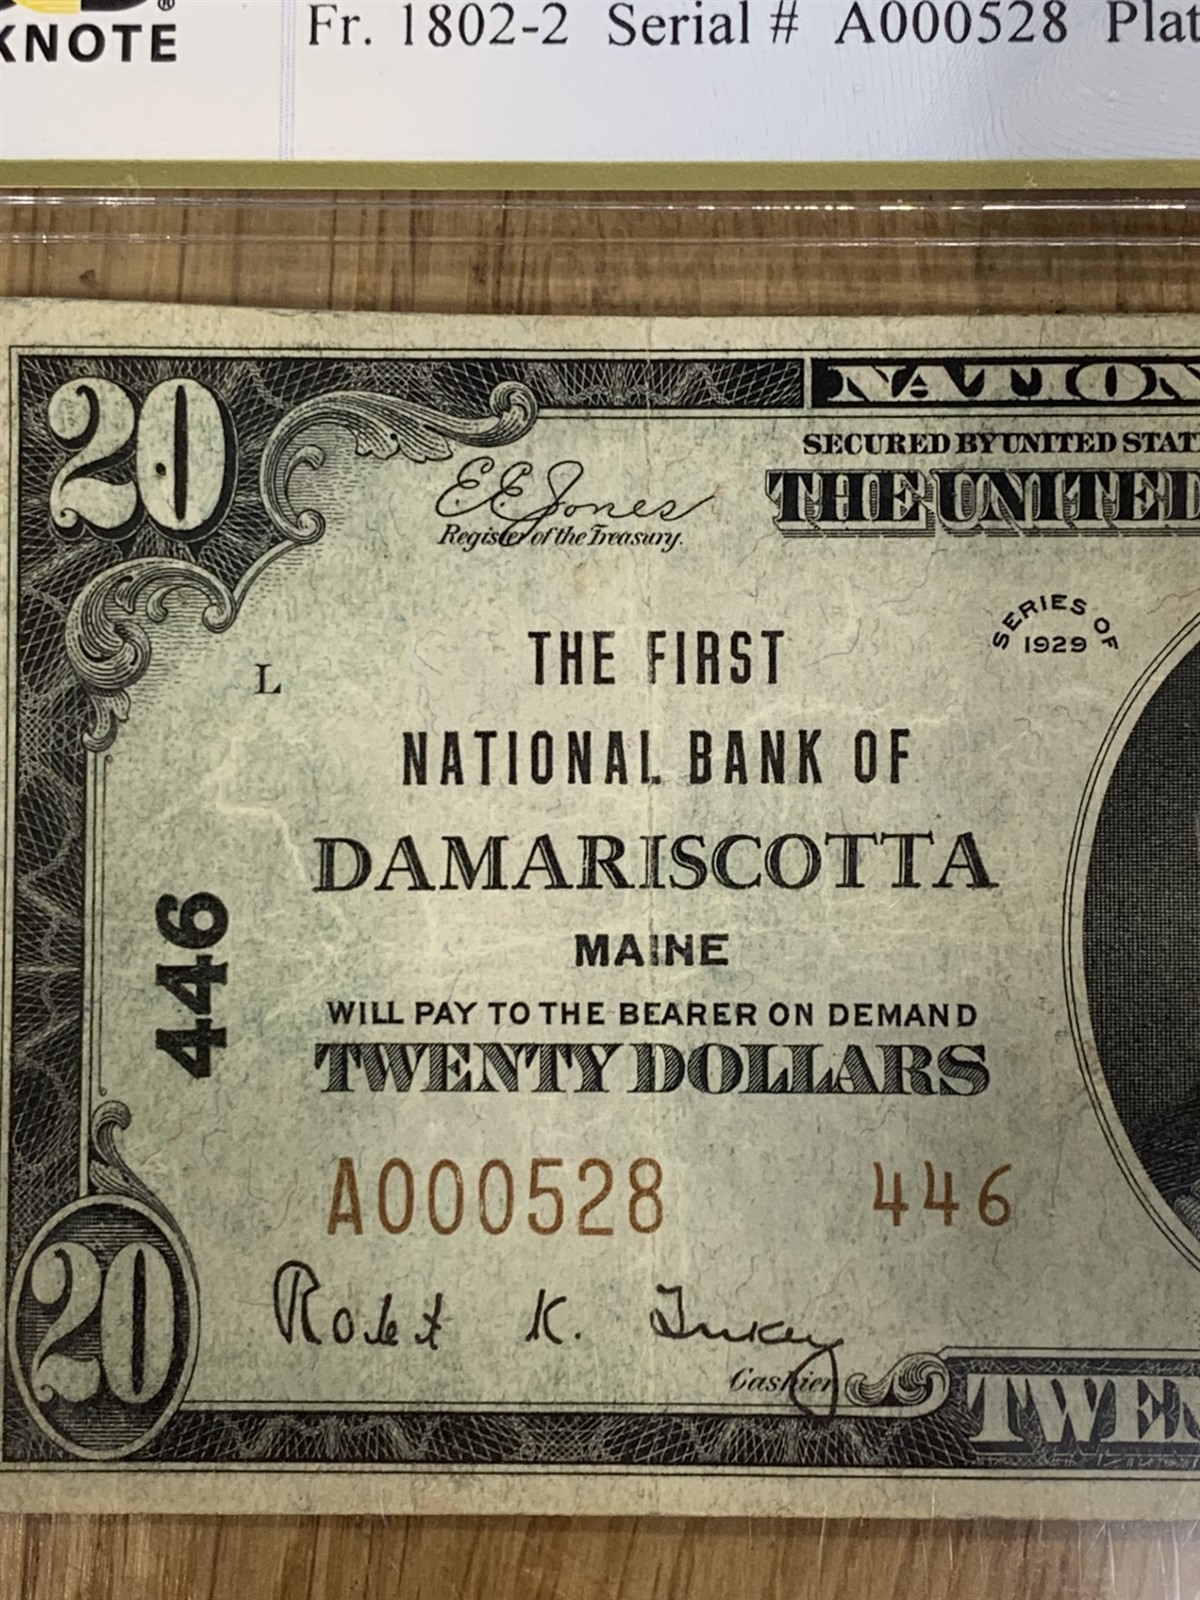 KNOTE ®
Fr. 1802-2 Serial # A000528 Plat
20
NATION
SECURED BY UNITED STAT
THE UNITED
E.E. Jones
Register of the Treasury.
SERIES OF
1929
THE FIRST
L
NATIONAL BANK OF
DAMARISCOTTA
MAINE
446
WILL PAY TO THE BEARER ON DEMAND
TWENTY DOLLARS
A000528 446
20
Robert K.
Cashier
TWEN